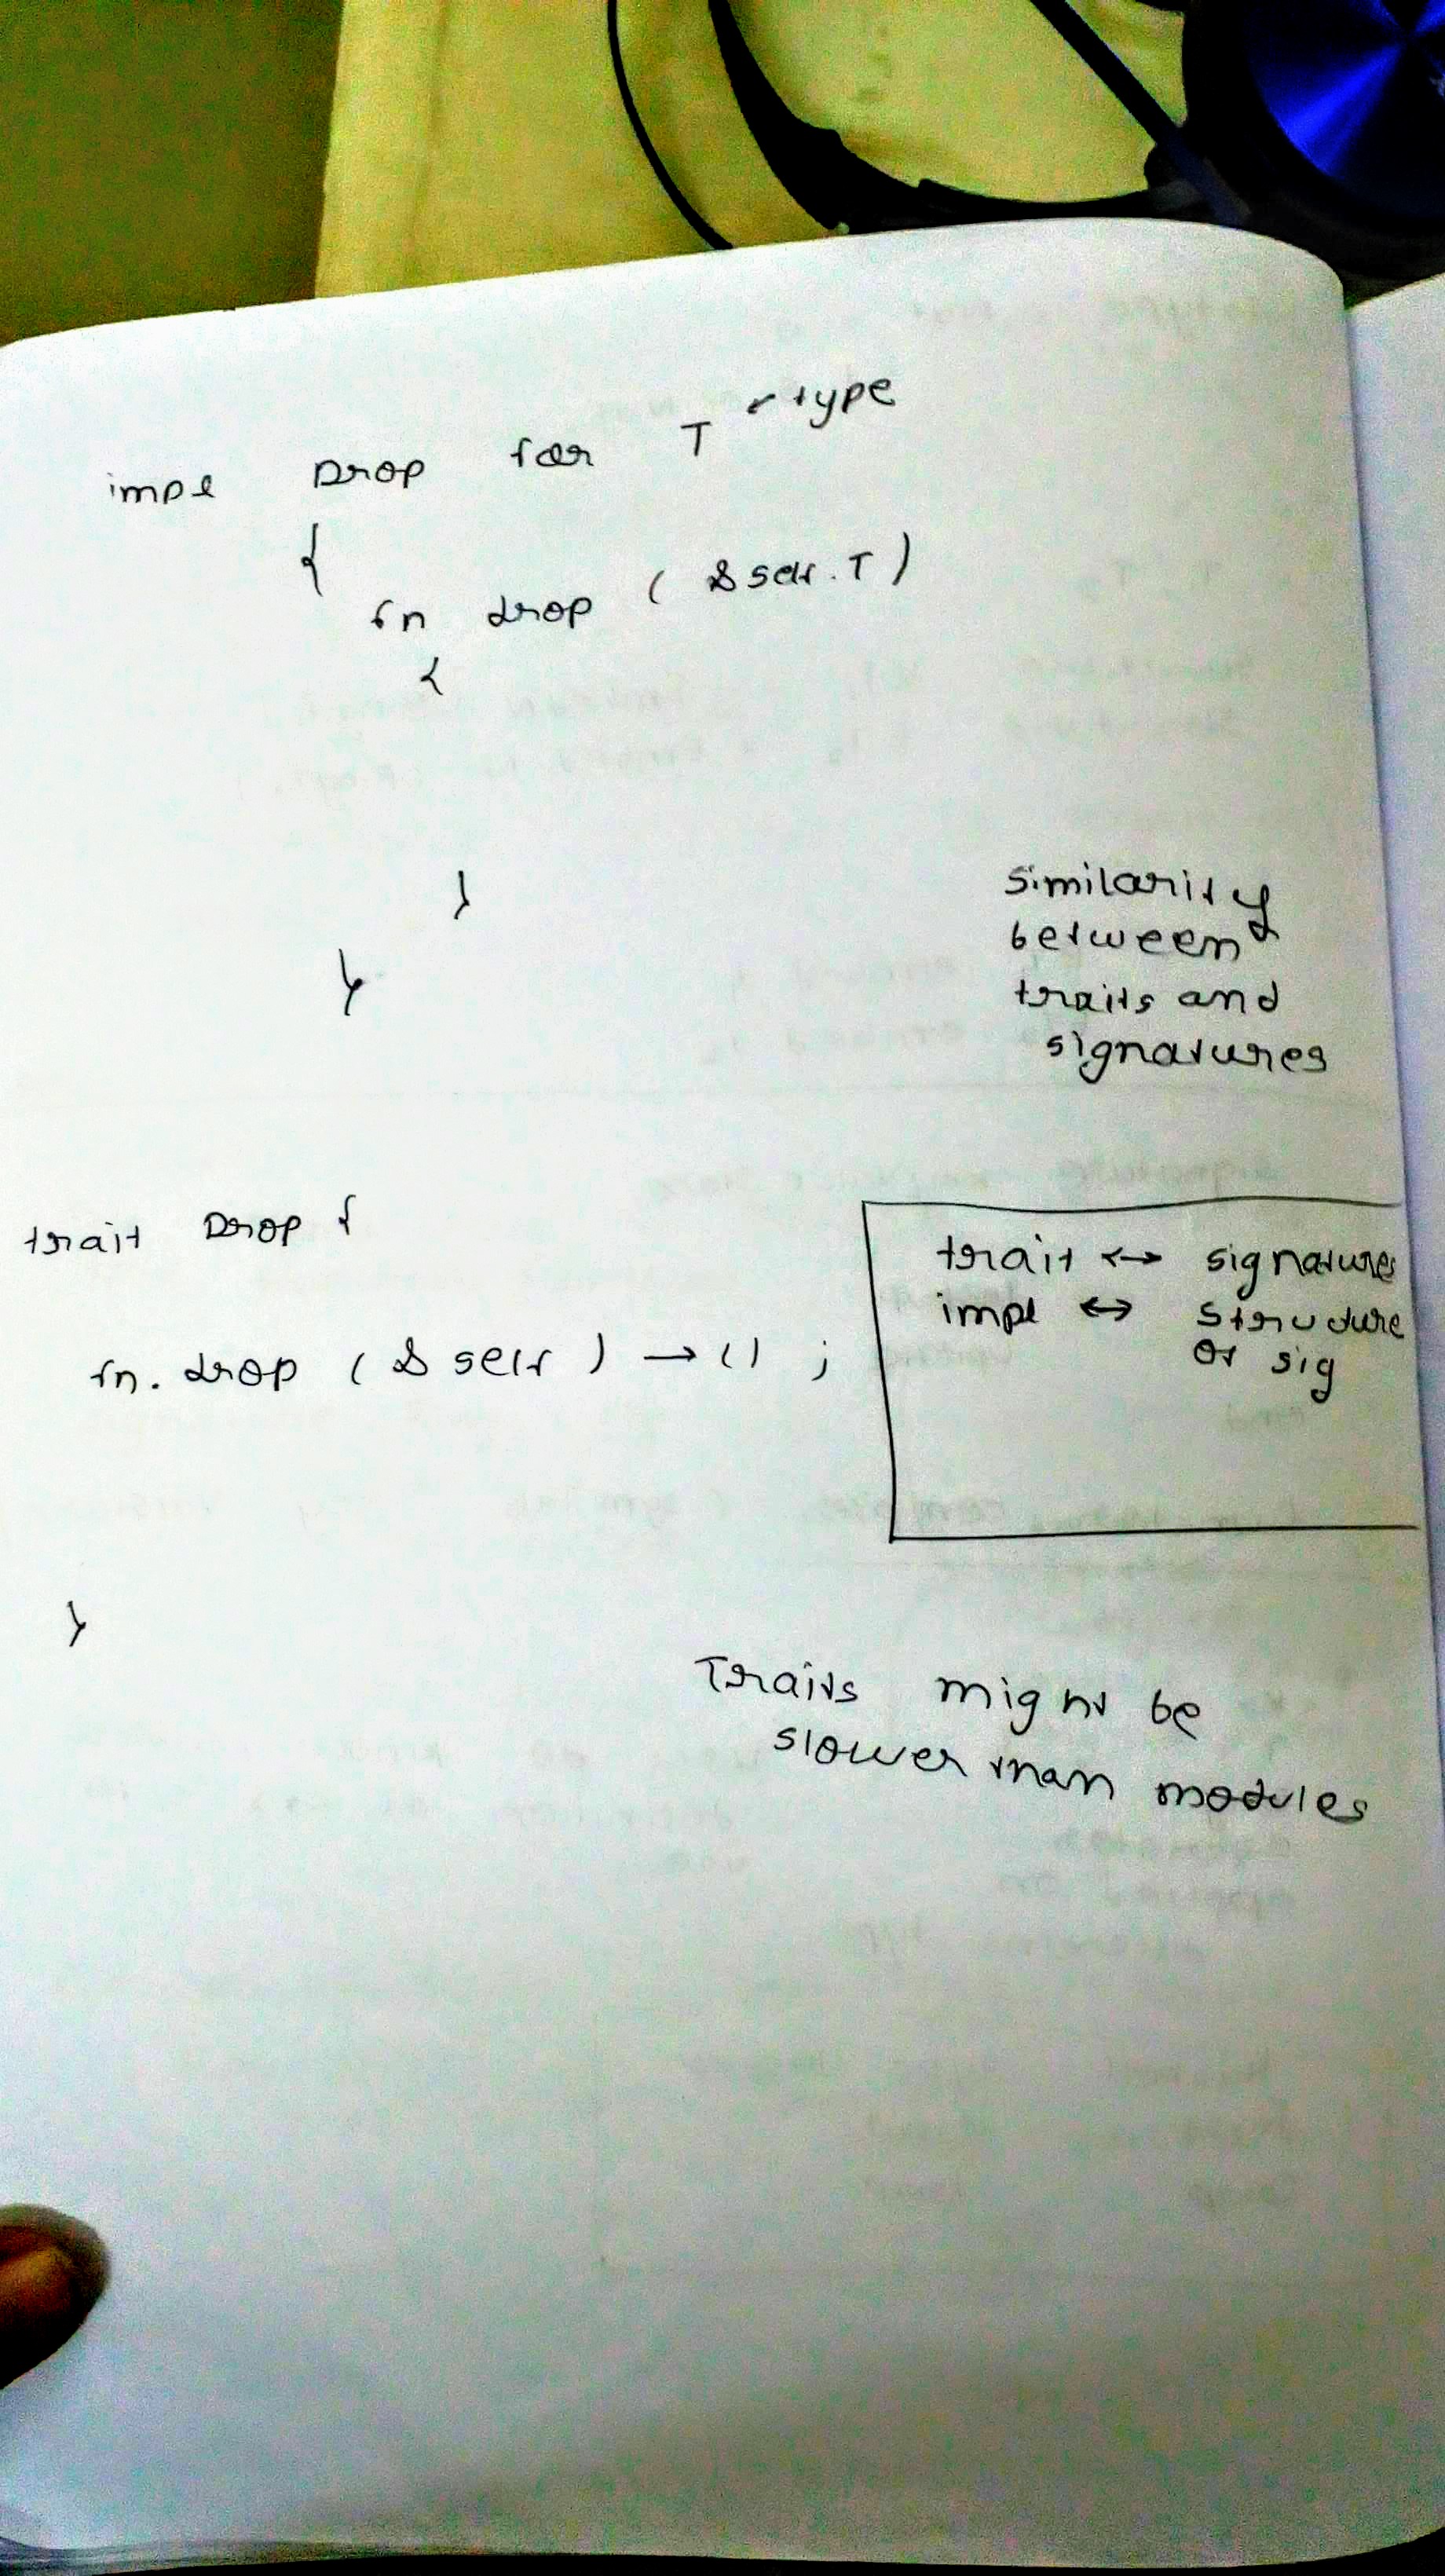 impl Drop for T ← type
{
fn drop ( & self . T )
{
}
}
Similarity
between
traits and
signatures
trait Drop {
fn. drop ( & self ) → () ;
}
trait ↔ signatures
impl ↔ structure
or sig
Traits might be
slower than modules